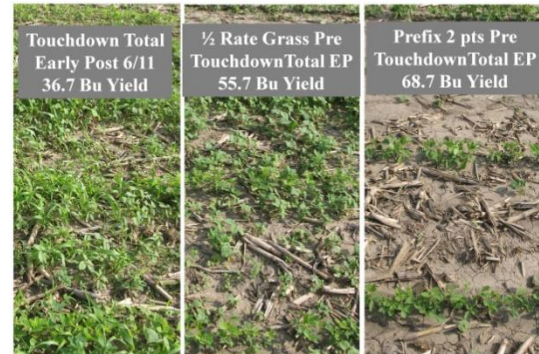 Touchdown Total
Early Post 6/11
36.7 Bu Yield
½ Rate Grass Pre
TouchdownTotal EP
55.7 Bu Yield
Prefix 2 pts Pre
TouchdownTotal EP
68.7 Bu Yield